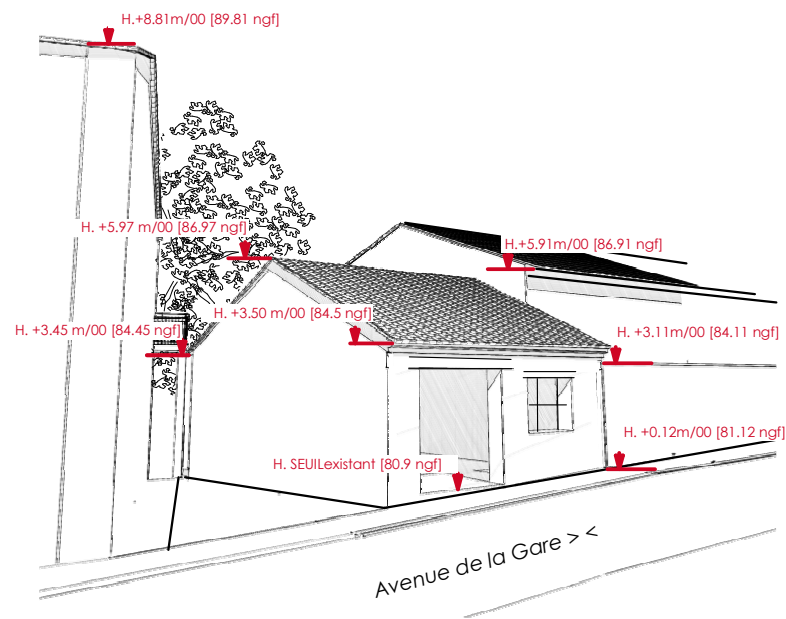 H.+8.81m/00 [89.81 ngf]
H. +5.97 m/00 [86.97 ngf]
H.+5.91m/00 [86.91 ngf]
H. +3.50 m/00 [84.5 ngf]
H. +3.45 m/00 [84.45 ngf]
H. +3.11m/00 [84.11 ngf]
H. +0.12m/00 [81.12 ngf]
H. SEUILexistant [80.9 ngf]
Avenue de la Gare > <